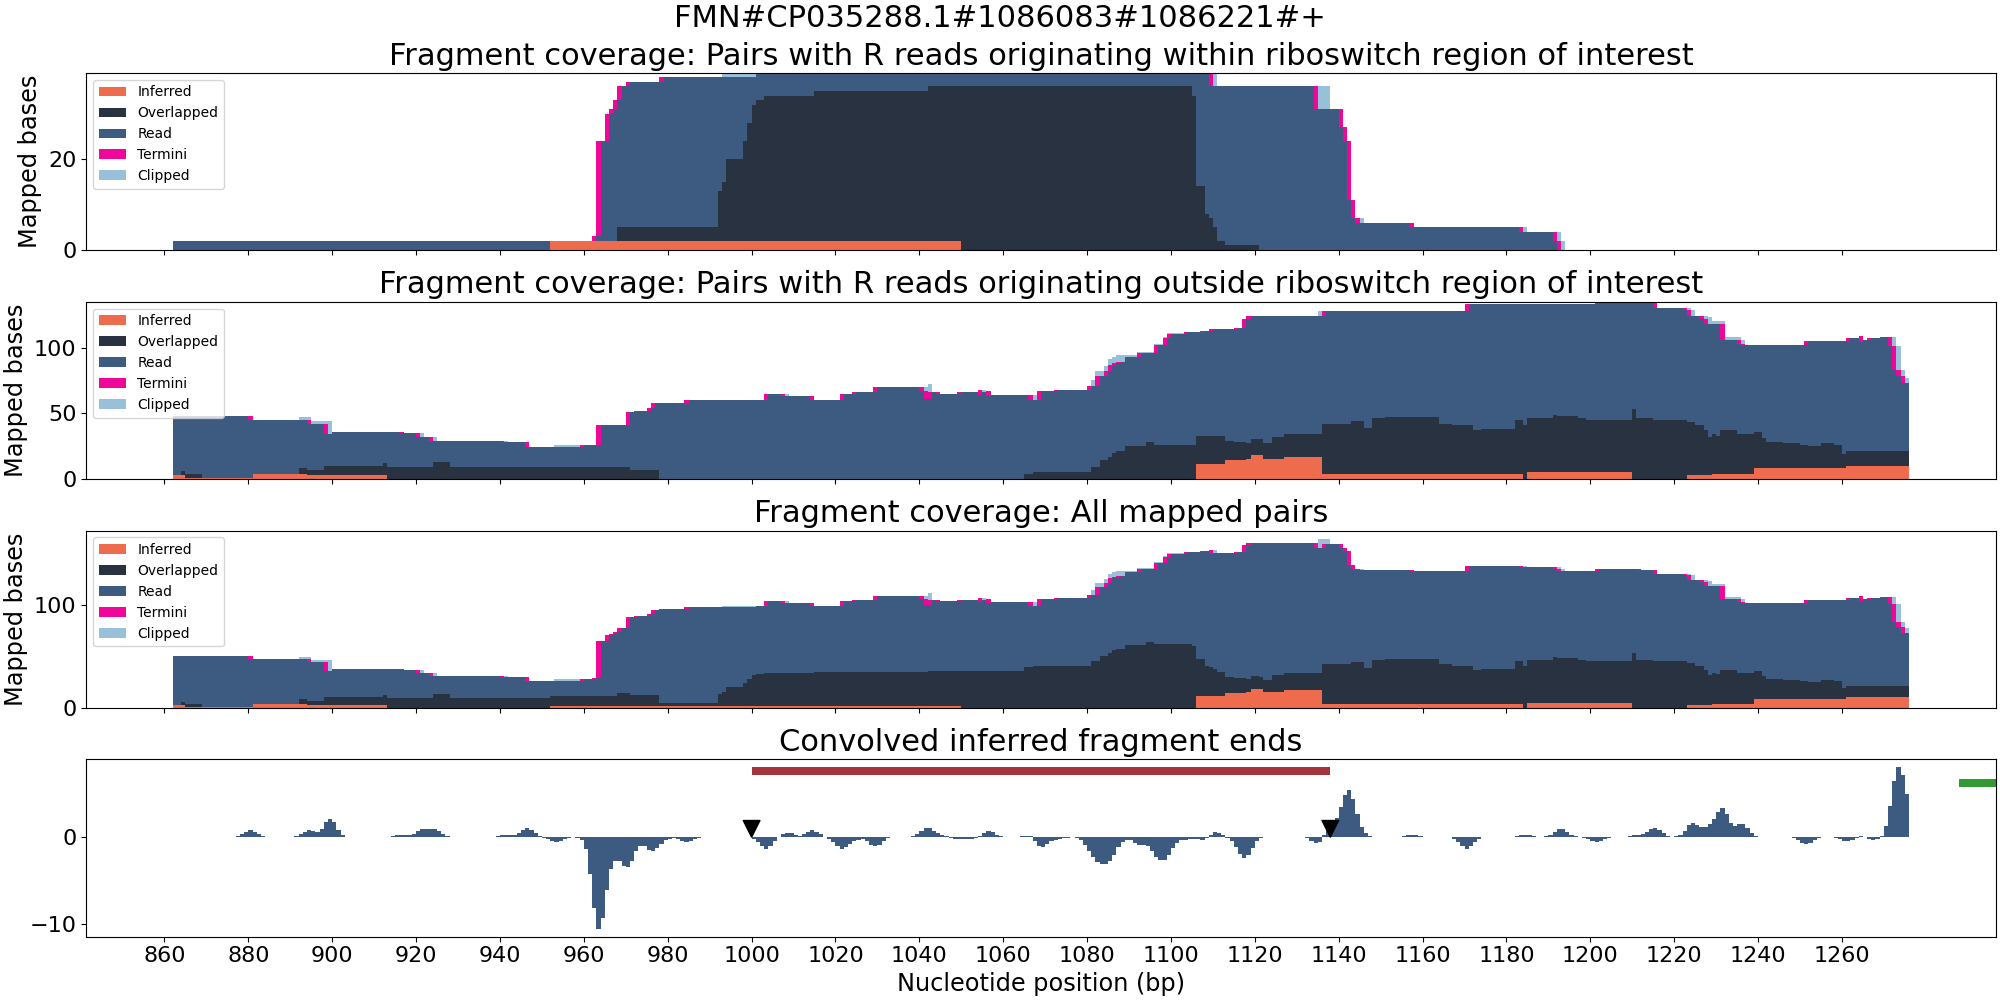 FMN#CP035288.1#1086083#1086221#+
Fragment coverage: Pairs with R reads originating within riboswitch region of interest
Mapped bases
20
0
Inferred
Overlapped
Read
Termini
Clipped
Fragment coverage: Pairs with R reads originating outside riboswitch region of interest
Mapped bases
100
50
0
Inferred
Overlapped
Read
Termini
Clipped
Fragment coverage: All mapped pairs
Mapped bases
100
0
Inferred
Overlapped
Read
Termini
Clipped
Convolved inferred fragment ends
0
−10
860 880 900 920 940 960 980 1000 1020 1040 1060 1080 1100 1120 1140 1160 1180 1200 1220 1240 1260
Nucleotide position (bp)